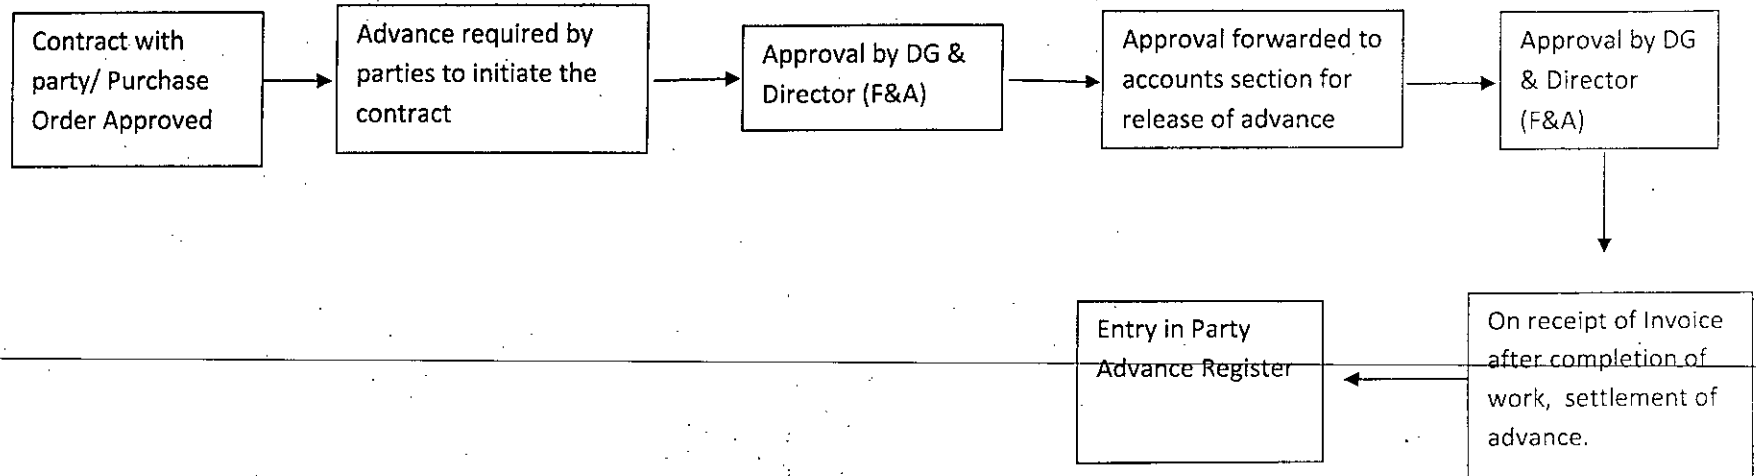 Contract with
party/ Purchase
Order Approved
Advance required by
parties to initiate the
contract
Approval by DG &
Director (F&A)
Approval forwarded to
accounts section for
release of advance
Approval by DG
& Director
(F&A)
On receipt of Invoice
after completion of
work, settlement of
advance.
Entry in Party
Advance Register